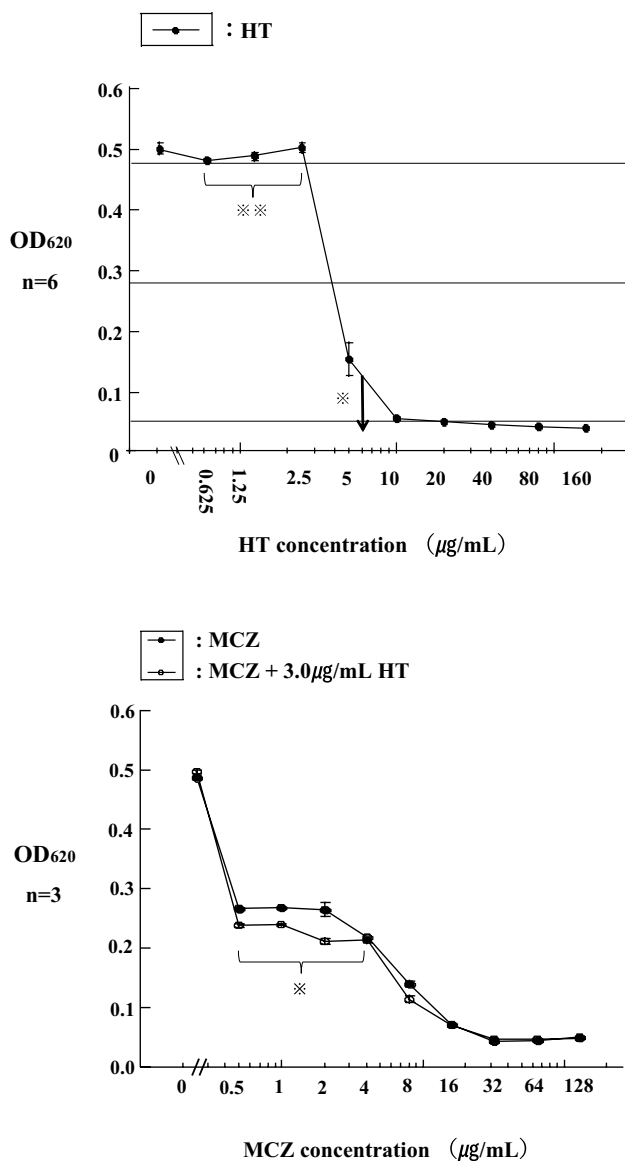 : HT
0.6
0.5
0.4
0.3
0.2
0.1
0
OD620
n=6
※※
※
0 0.625 1.25 2.5 5 10 20 40 80 160
HT concentration （μg/mL）
: MCZ
: MCZ + 3.0μg/mL HT
0.6
0.5
0.4
0.3
0.2
0.1
0.0
OD620
n=3
※
0 0.5 1 2 4 8 16 32 64 128
MCZ concentration （μg/mL）